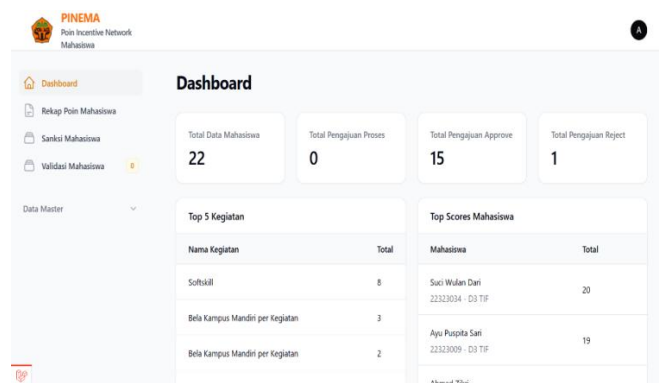 PINEMA
Poin Incentive Network
Mahasiswa
A
Dashboard
Rekap Poin Mahasiswa
Sanksi Mahasiswa
Validasi Mahasiswa 0
Data Master
Dashboard
Total Data Mahasiswa
22
Total Pengajuan Proses
0
Total Pengajuan Approve
15
Total Pengajuan Reject
1
Top 5 Kegiatan
Nama Kegiatan Total
Softskill 8
Bela Kampus Mandiri per Kegiatan 3
Bela Kampus Mandiri per Kegiatan 2
Top Scores Mahasiswa
Mahasiswa Total
Suci Wulan Dari 20
22323034 - D3 TIF
Ayu Puspita Sari 19
22323009 - D3 TIF